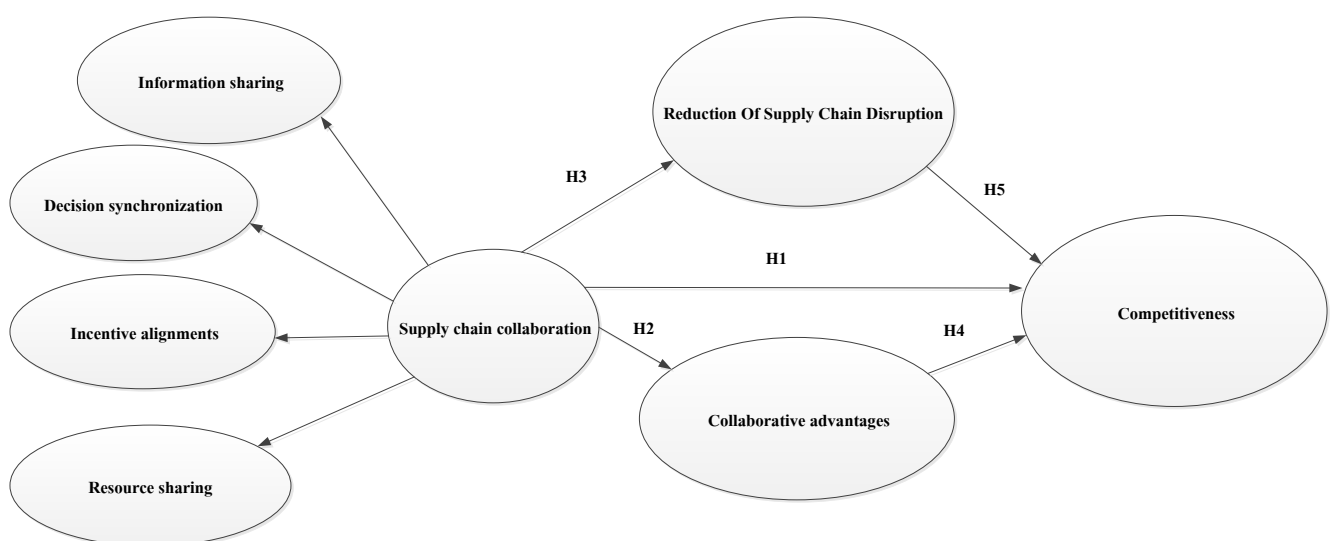 Information sharing
Decision synchronization
Incentive alignments
Resource sharing
Supply chain collaboration
H3
H1
H2
Reduction Of Supply Chain Disruption
Collaborative advantages
H5
H4
Competitiveness